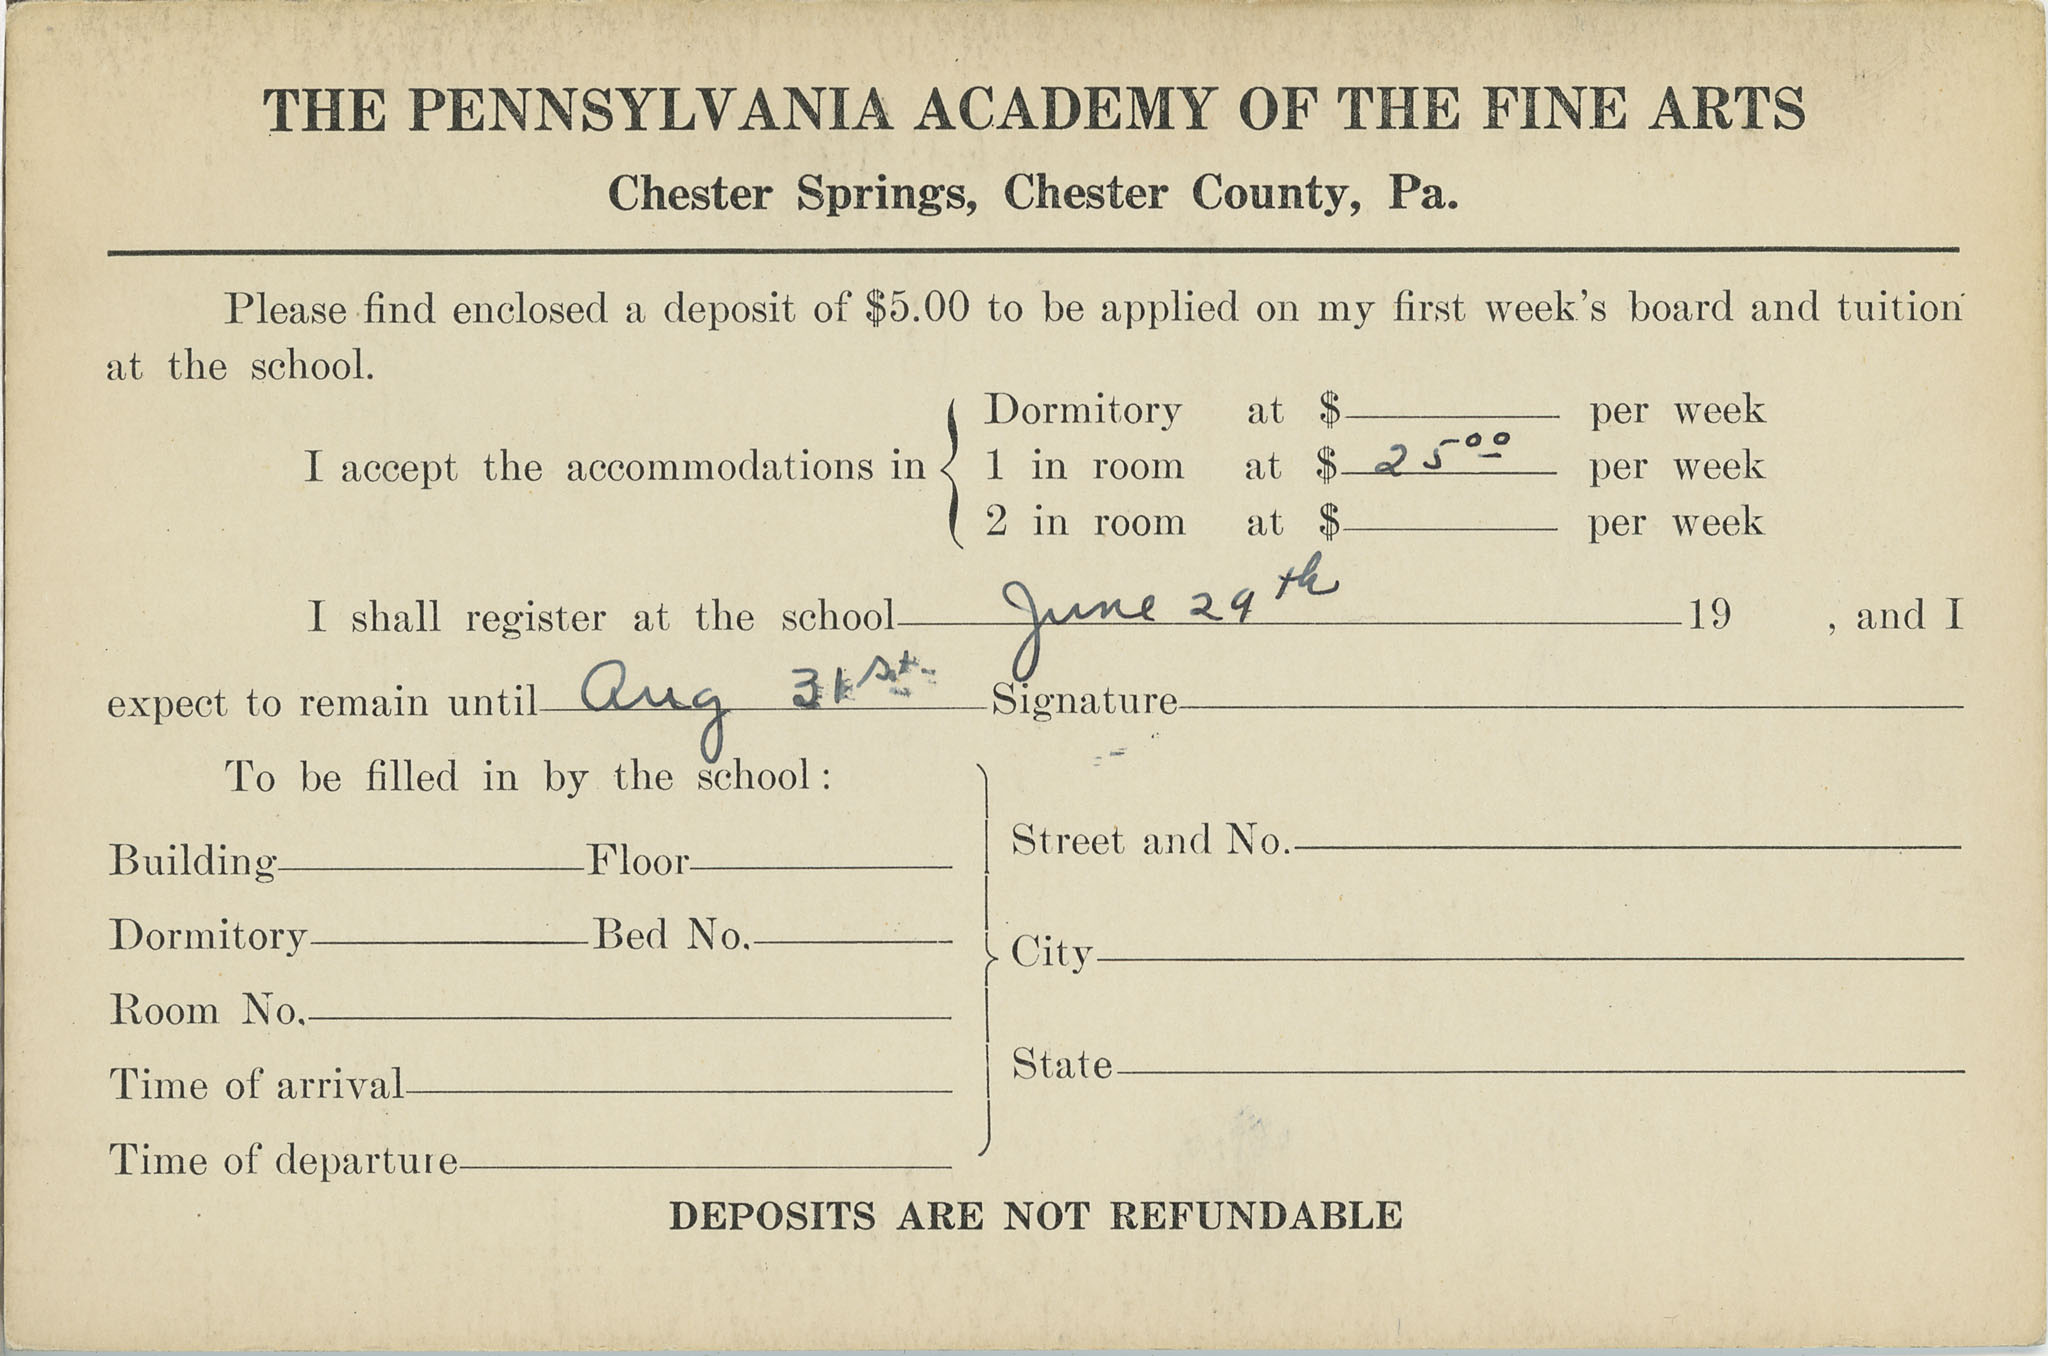 THE PENNSYLVANIA ACADEMY OF THE FINE ARTS
Chester Springs, Chester County, Pa.
Please find enclosed a deposit of $5.00 to be applied on my first week's board and tuition
at the school.
Dormitory at $ per week
I accept the accommodations in 1 in room at $ 25 00 per week
2 in room at $ per week
I shall register at the school June 29th 19 , and I
expect to remain until Aug 31st Signature
To be filled in by the school:
Street and No.
Building Floor
Dormitory Bed No.
City
Room No.
State
Time of arrival
Time of departure
DEPOSITS ARE NOT REFUNDABLE